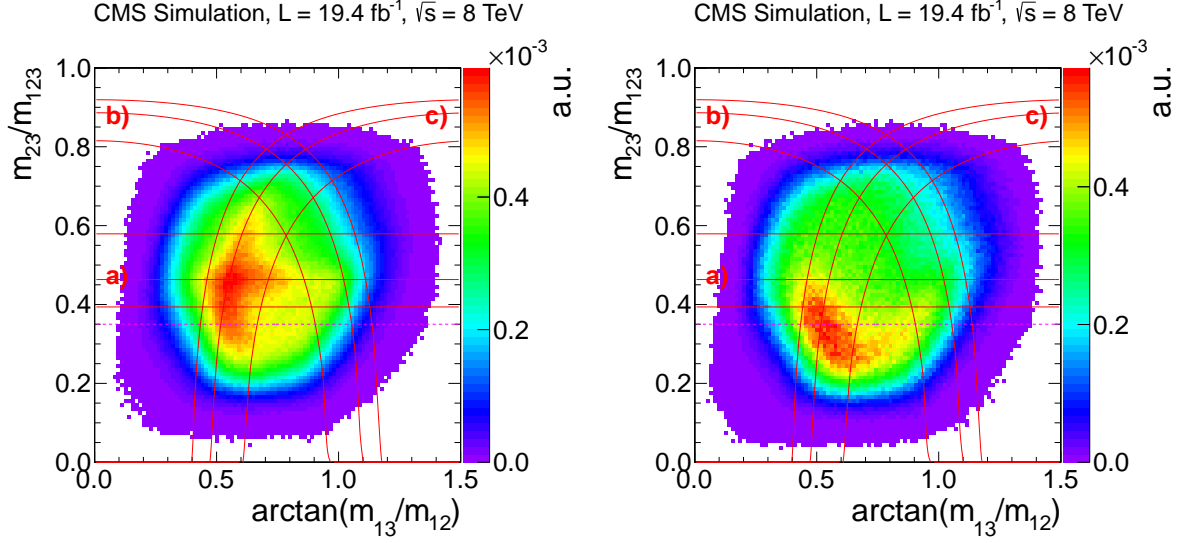 CMS Simulation, L = 19.4 fb⁻¹, √s = 8 TeV
×10⁻³
a.u.
m₂₃/m₁₂₃
1.0
0.8
0.6
0.4
0.2
0.0
b)
c)
a)
0.4
0.2
0.0
0.0 0.5 1.0 1.5
arctan(m₁₃/m₁₂)
CMS Simulation, L = 19.4 fb⁻¹, √s = 8 TeV
×10⁻³
a.u.
m₂₃/m₁₂₃
1.0
0.8
0.6
0.4
0.2
0.0
b)
c)
a)
0.4
0.2
0.0
0.0 0.5 1.0 1.5
arctan(m₁₃/m₁₂)